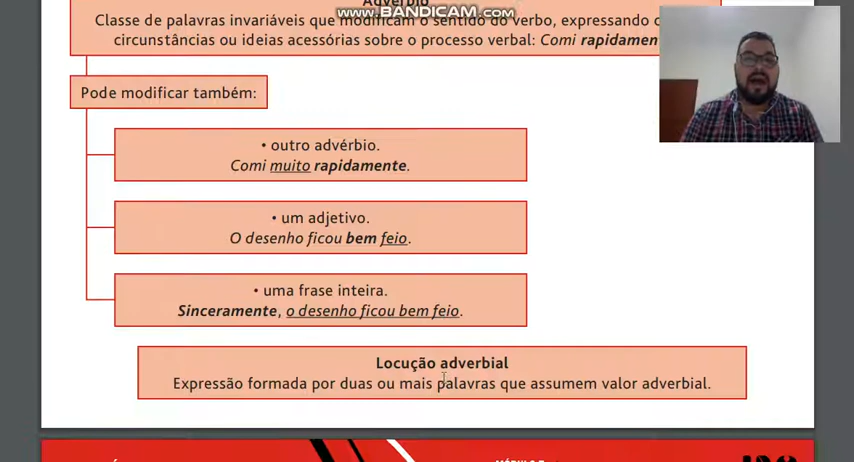 Advérbio
WWW.BANDICAM.COM
Classe de palavras invariáveis que modificam o sentido do verbo, expressando
circunstâncias ou ideias acessórias sobre o processo verbal: Comi
Pode modificar também:
• outro advérbio.
Comi muito rapidamente.
• um adjetivo.
O desenho ficou bem feio.
• uma frase inteira.
Sinceramente, o desenho ficou bem feio.
Locução adverbial
Expressão formada por duas ou mais palavras que assumem valor adverbial.